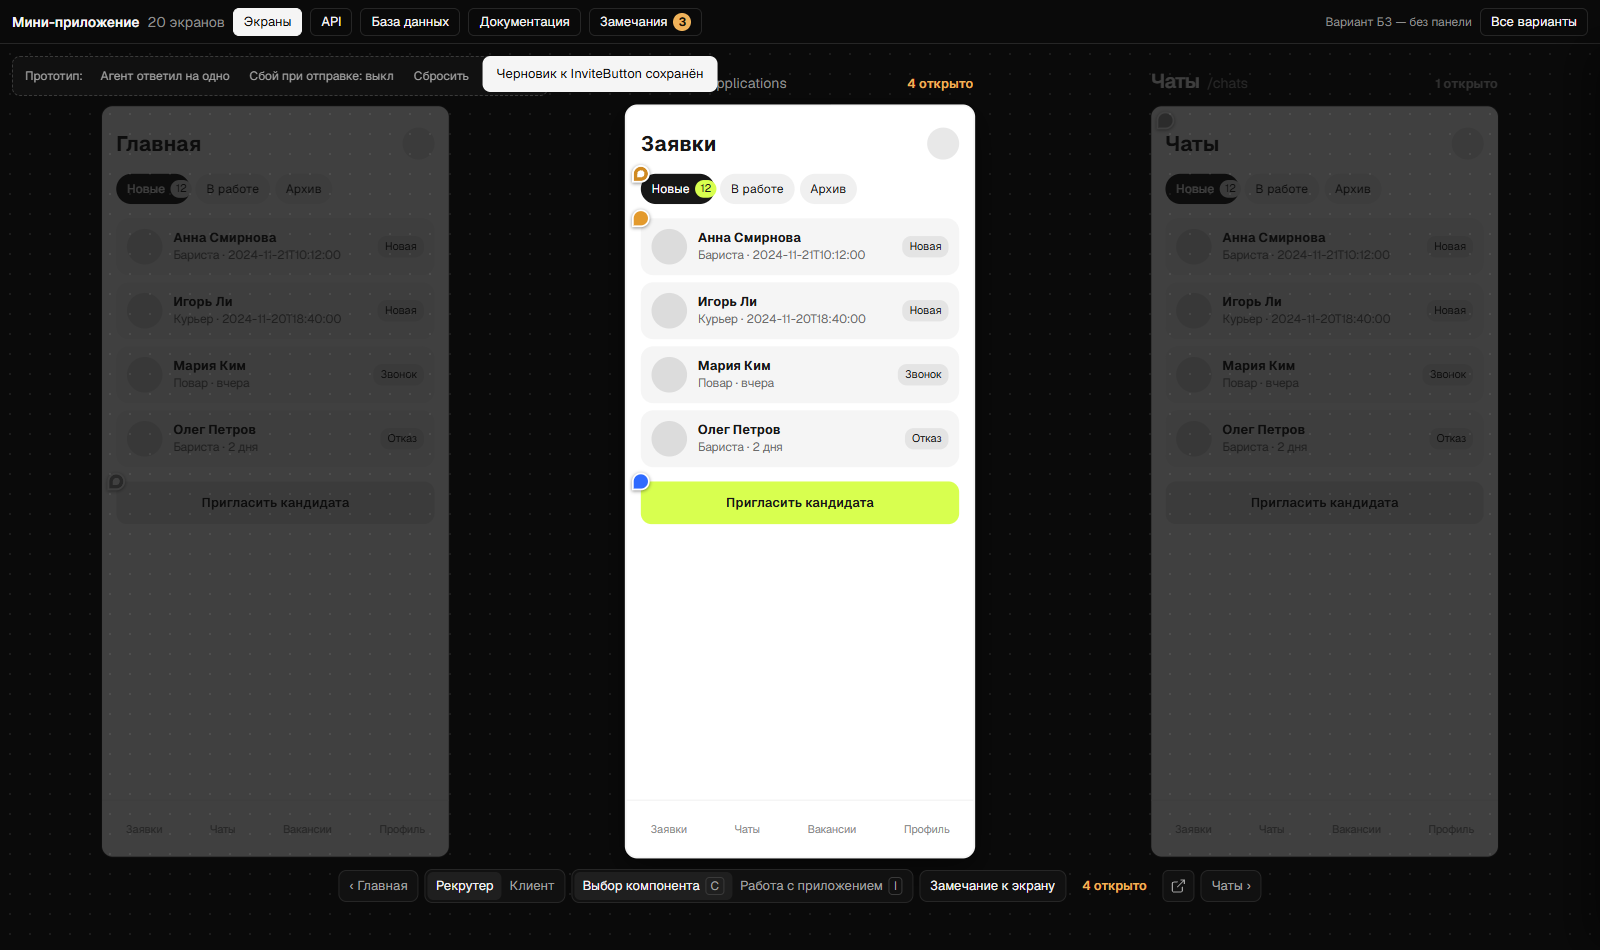 Мини-приложение 20 экранов Экраны API База данных Документация Замечания 3 Вариант Б3 — без панели Все варианты
Прототип: Агент ответил на одно Сбой при отправке: выкл Сбросить
Черновик к InviteButton сохранён
pplications 4 открыто
Чаты /chats 1 открыто
Главная
Новые 12 В работе Архив
Анна Смирнова
Бариста · 2024-11-21T10:12:00
Новая
Игорь Ли
Курьер · 2024-11-20T18:40:00
Новая
Мария Ким
Повар · вчера
Звонок
Олег Петров
Бариста · 2 дня
Отказ
Пригласить кандидата
Заявки Чаты Вакансии Профиль
Заявки
Новые 12 В работе Архив
Анна Смирнова
Бариста · 2024-11-21T10:12:00
Новая
Игорь Ли
Курьер · 2024-11-20T18:40:00
Новая
Мария Ким
Повар · вчера
Звонок
Олег Петров
Бариста · 2 дня
Отказ
Пригласить кандидата
Заявки Чаты Вакансии Профиль
Чаты
Новые 12 В работе Архив
Анна Смирнова
Бариста · 2024-11-21T10:12:00
Новая
Игорь Ли
Курьер · 2024-11-20T18:40:00
Новая
Мария Ким
Повар · вчера
Звонок
Олег Петров
Бариста · 2 дня
Отказ
Пригласить кандидата
Заявки Чаты Вакансии Профиль
‹ Главная Рекрутер Клиент Выбор компонента C Работа с приложением I Замечание к экрану 4 открыто Чаты ›